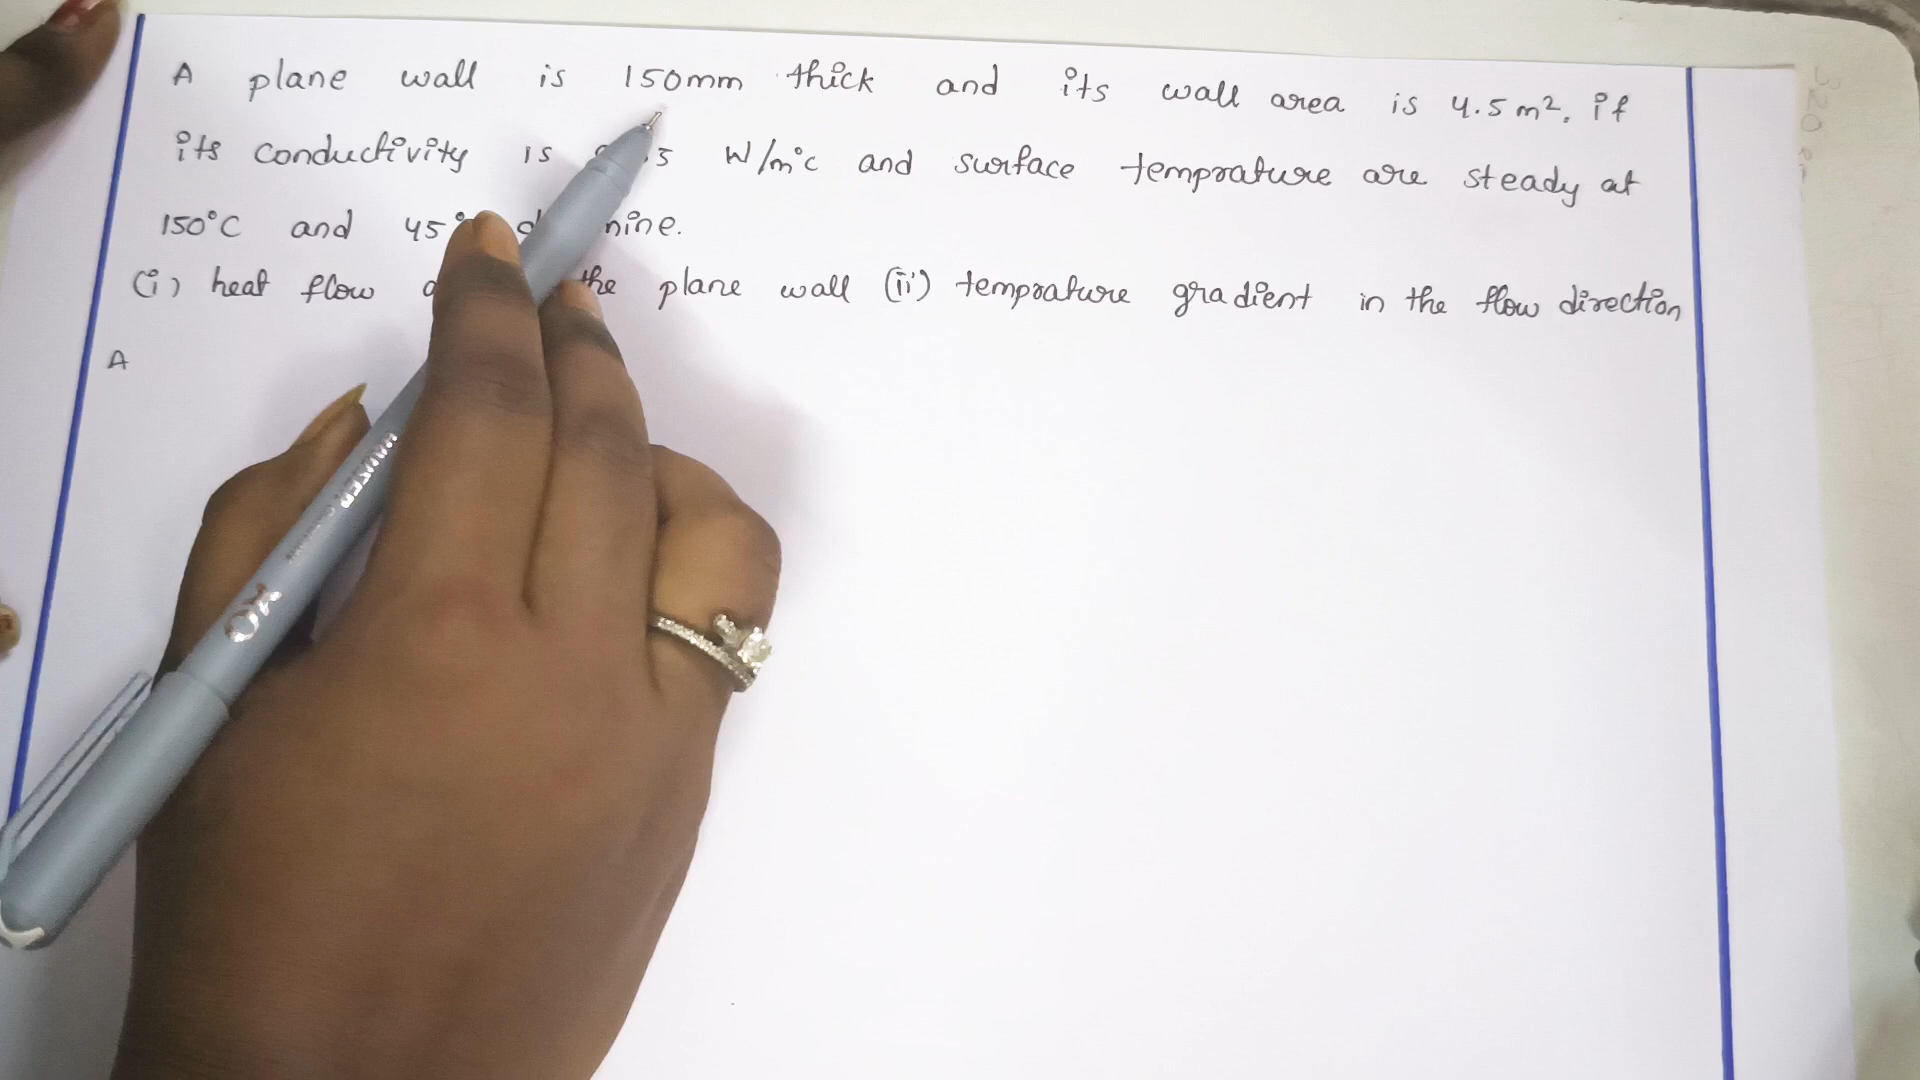 A plane wall is 150mm thick and its wall area is 4.5 m². if
its conductivity is W/m°c and surface temprature are steady at
150°C and 45°
(i) heat flow the plane wall (ii) temprature gradient in the flow direction
A